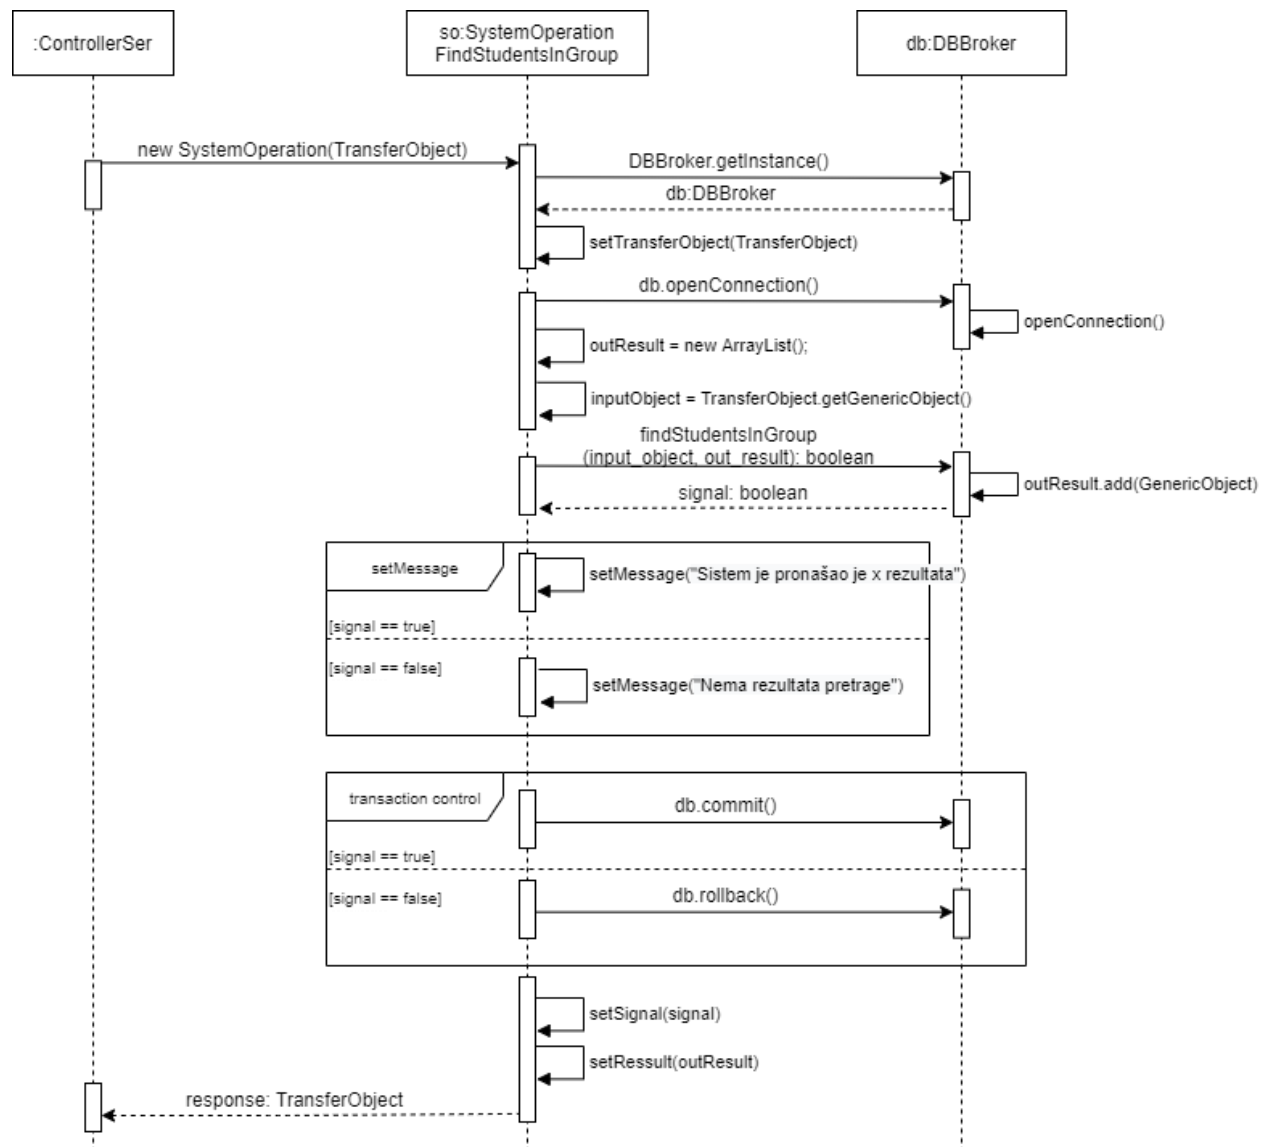 :ControllerSer
so:SystemOperation
FindStudentsInGroup
db:DBBroker
new SystemOperation(TransferObject)
DBBroker.getInstance()
db:DBBroker
setTransferObject(TransferObject)
db.openConnection()
openConnection()
outResult = new ArrayList();
inputObject = TransferObject.getGenericObject()
findStudentsInGroup
(input_object, out_result): boolean
outResult.add(GenericObject)
signal: boolean
setMessage
setMessage("Sistem je pronašao je x rezultata")
[signal == true]
[signal == false]
setMessage("Nema rezultata pretrage")
transaction control
db.commit()
[signal == true]
[signal == false]
db.rollback()
setSignal(signal)
setRessult(outResult)
response: TransferObject